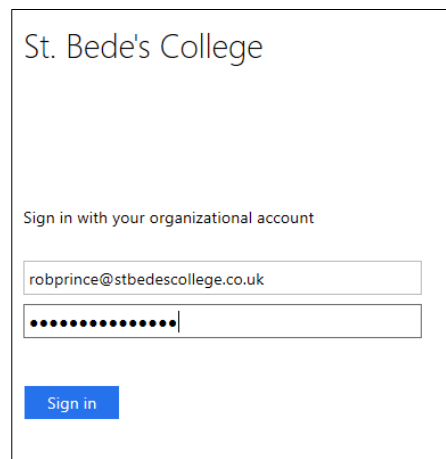 St. Bede's College
Sign in with your organizational account
robprince@stbedescollege.co.uk
●●●●●●●●●●●●●●●
Sign in